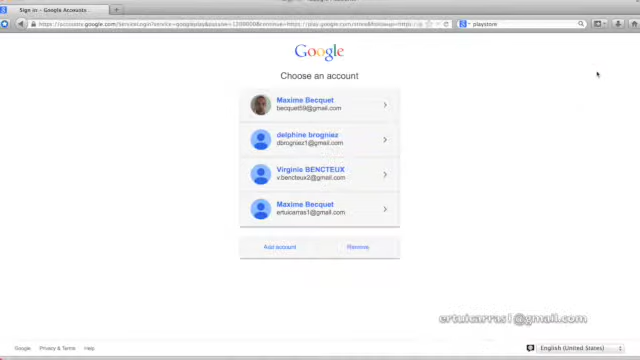 Sign in - Google Accounts
playstore
Google
Choose an account
Maxime Becquet
becquet59@gmail.com
delphine brogniez
dbrogniez1@gmail.com
Virginie BENCTEUX
v.bencteux2@gmail.com
Maxime Becquet
ertuicarras1@gmail.com
Add account Remove
ertuicarras1@gmail.com
Google Privacy & Terms Help English (United States)